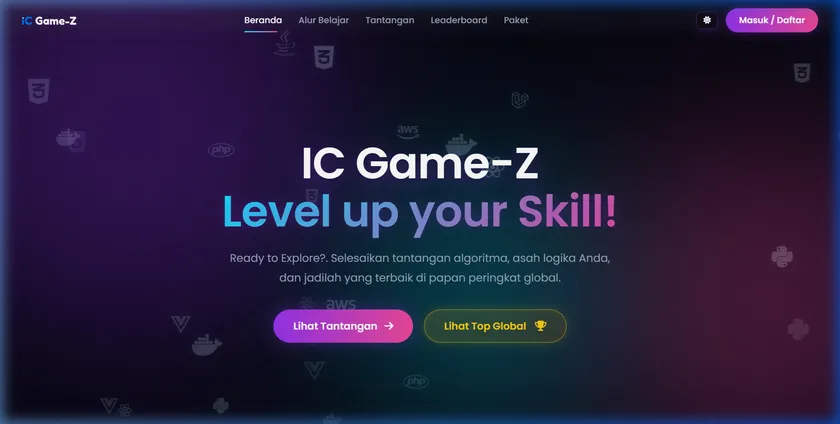 IC Game-Z
Beranda
Alur Belajar
Tantangan
Leaderboard
Paket
Masuk / Daftar
aws
php
IC Game-Z
Level up your Skill!
Ready to Explore?. Selesaikan tantangan algoritma, asah logika Anda,
dan jadilah yang terbaik di papan peringkat global.
aws
Lihat Tantangan
Lihat Top Global
php